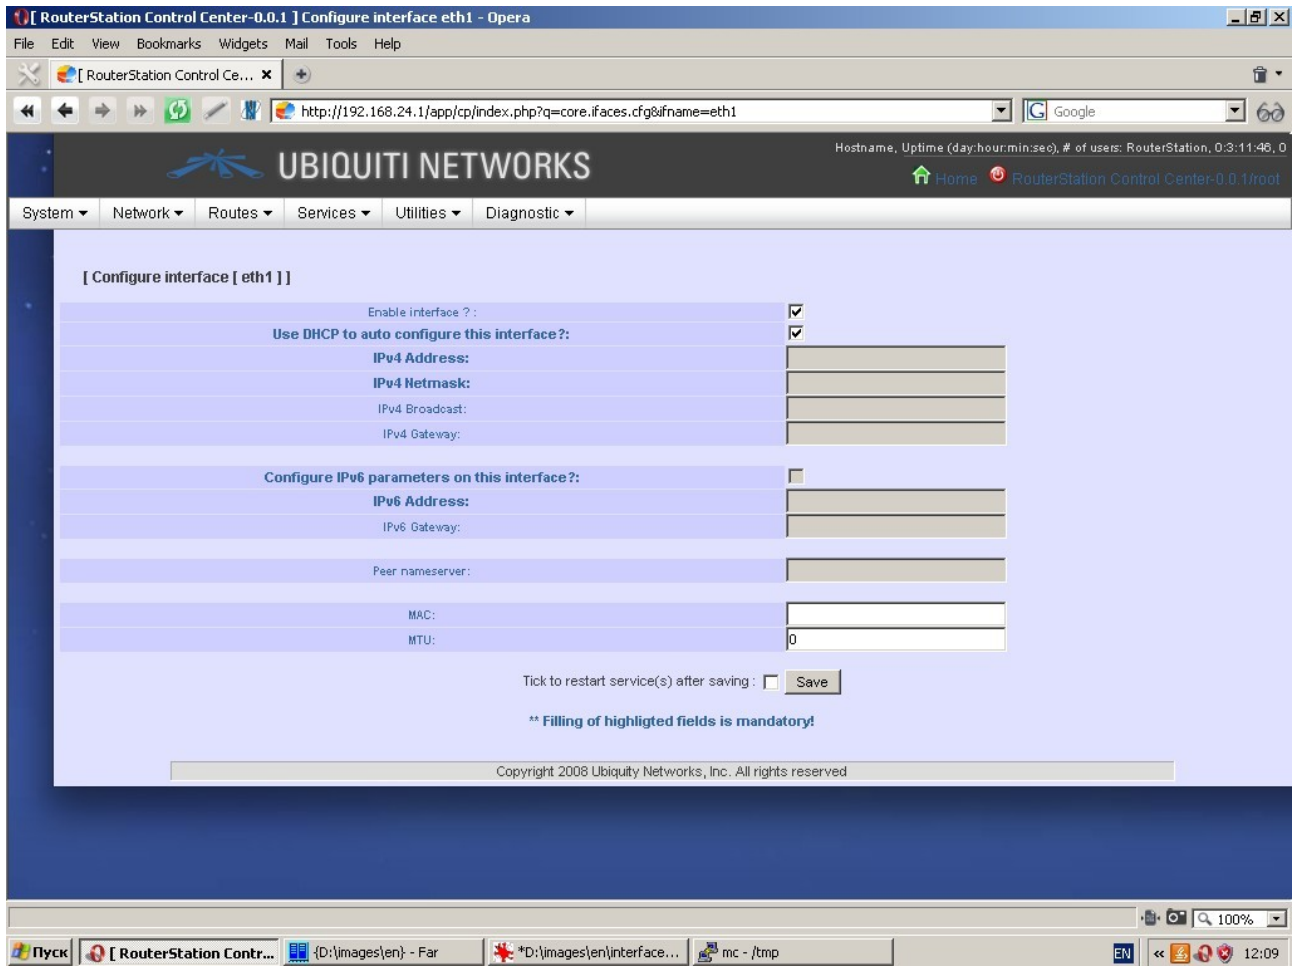 [ RouterStation Control Center-0.0.1 ] Configure interface eth1 - Opera
File Edit View Bookmarks Widgets Mail Tools Help
[ RouterStation Control Ce...
http://192.168.24.1/app/cp/index.php?q=core.ifaces.cfg&ifname=eth1
Google
UBIQUITI NETWORKS
Hostname, Uptime (day:hour:min:sec), # of users: RouterStation, 0:3:11:46, 0
Home RouterStation Control Center-0.0.1/root
System Network Routes Services Utilities Diagnostic
[ Configure interface [ eth1 ] ]
Enable interface ? :
Use DHCP to auto configure this interface?:
IPv4 Address:
IPv4 Netmask:
IPv4 Broadcast:
IPv4 Gateway:
Configure IPv6 parameters on this interface?:
IPv6 Address:
IPv6 Gateway:
Peer nameserver:
MAC:
MTU: 0
Tick to restart service(s) after saving : Save
** Filling of highligted fields is mandatory!
Copyright 2008 Ubiquity Networks, Inc. All rights reserved
100%
Пуск [ RouterStation Contr... {D:\images\en} - Far *D:\images\en\interface... mc - /tmp EN « 12:09